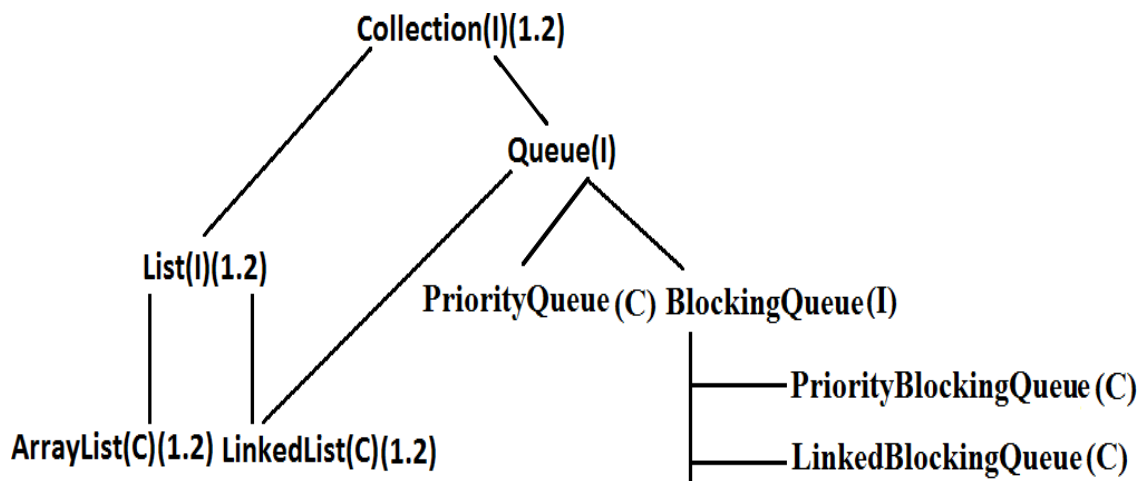 Collection(I)(1.2)
Queue(I)
List(I)(1.2)
PriorityQueue (C) BlockingQueue (I)
PriorityBlockingQueue (C)
ArrayList(C)(1.2) LinkedList(C)(1.2)
LinkedBlockingQueue (C)